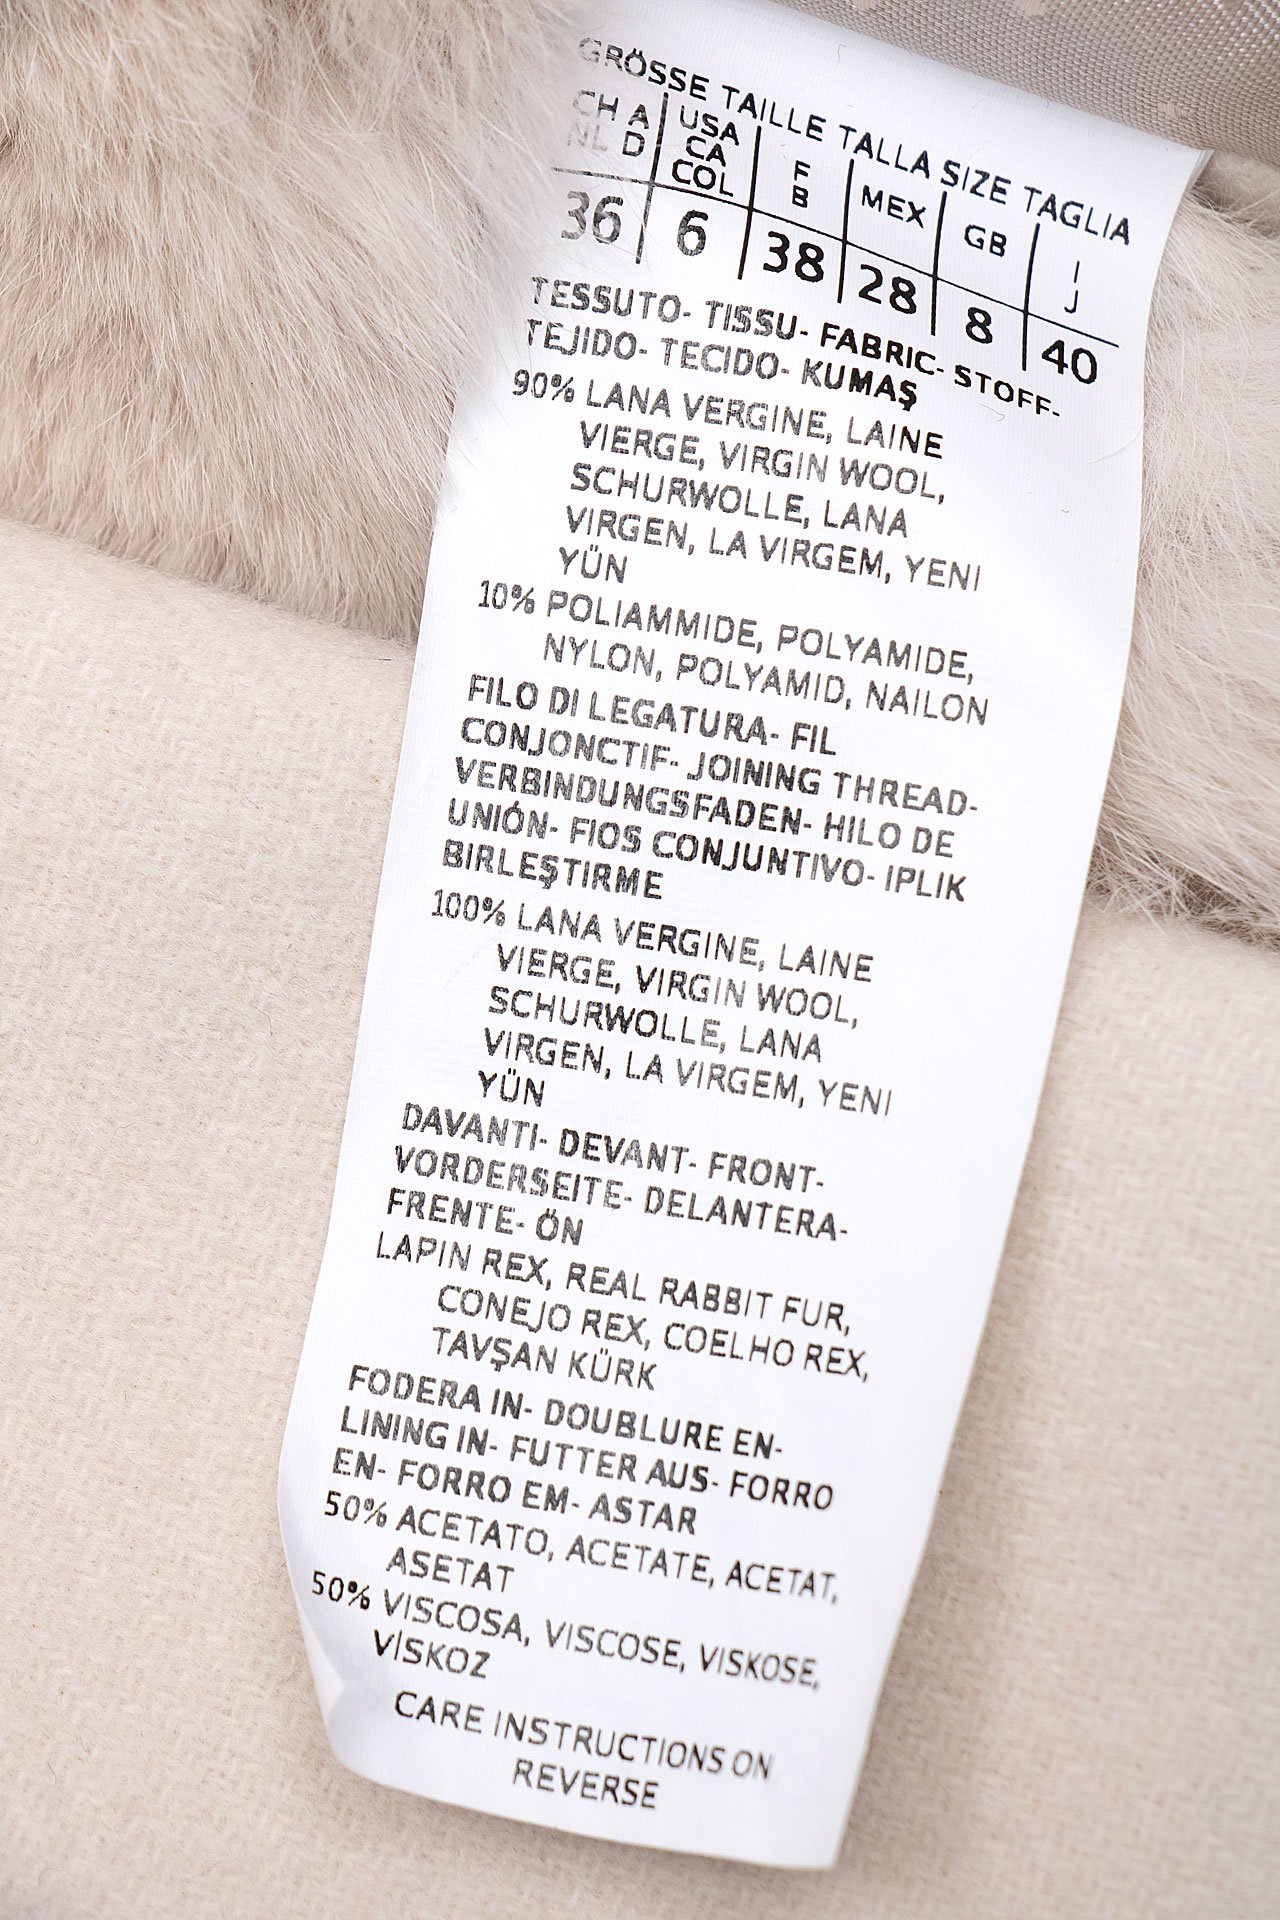 GRÖSSE TAILLE TALLA SIZE TAGLIA
CH A
NL D
USA
CA
COL
F
B
MEX
GB
I
J
36 6 38 28 8 40
TESSUTO- TISSU- FABRIC- STOFF-
TEJIDO- TECIDO- KUMAŞ
90% LANA VERGINE, LAINE
VIERGE, VIRGIN WOOL,
SCHURWOLLE, LANA
VIRGEN, LA VIRGEM, YENI
YÜN
10% POLIAMMIDE, POLYAMIDE,
NYLON, POLYAMID, NAILON
FILO DI LEGATURA- FIL
CONJONCTIF- JOINING THREAD-
VERBINDUNGSFADEN- HILO DE
UNIÓN- FIOS CONJUNTIVO- IPLIK
BIRLEŞTIRME
100% LANA VERGINE, LAINE
VIERGE, VIRGIN WOOL,
SCHURWOLLE, LANA
VIRGEN, LA VIRGEM, YENI
YÜN
DAVANTI- DEVANT- FRONT-
VORDERSEITE- DELANTERA-
FRENTE- ÖN
LAPIN REX, REAL RABBIT FUR,
CONEJO REX, COELHO REX,
TAVŞAN KÜRK
FODERA IN- DOUBLURE EN-
LINING IN- FUTTER AUS- FORRO
EN- FORRO EM- ASTAR
50% ACETATO, ACETATE, ACETAT,
ASETAT
50% VISCOSA, VISCOSE, VISKOSE,
VİSKOZ
CARE INSTRUCTIONS ON
REVERSE